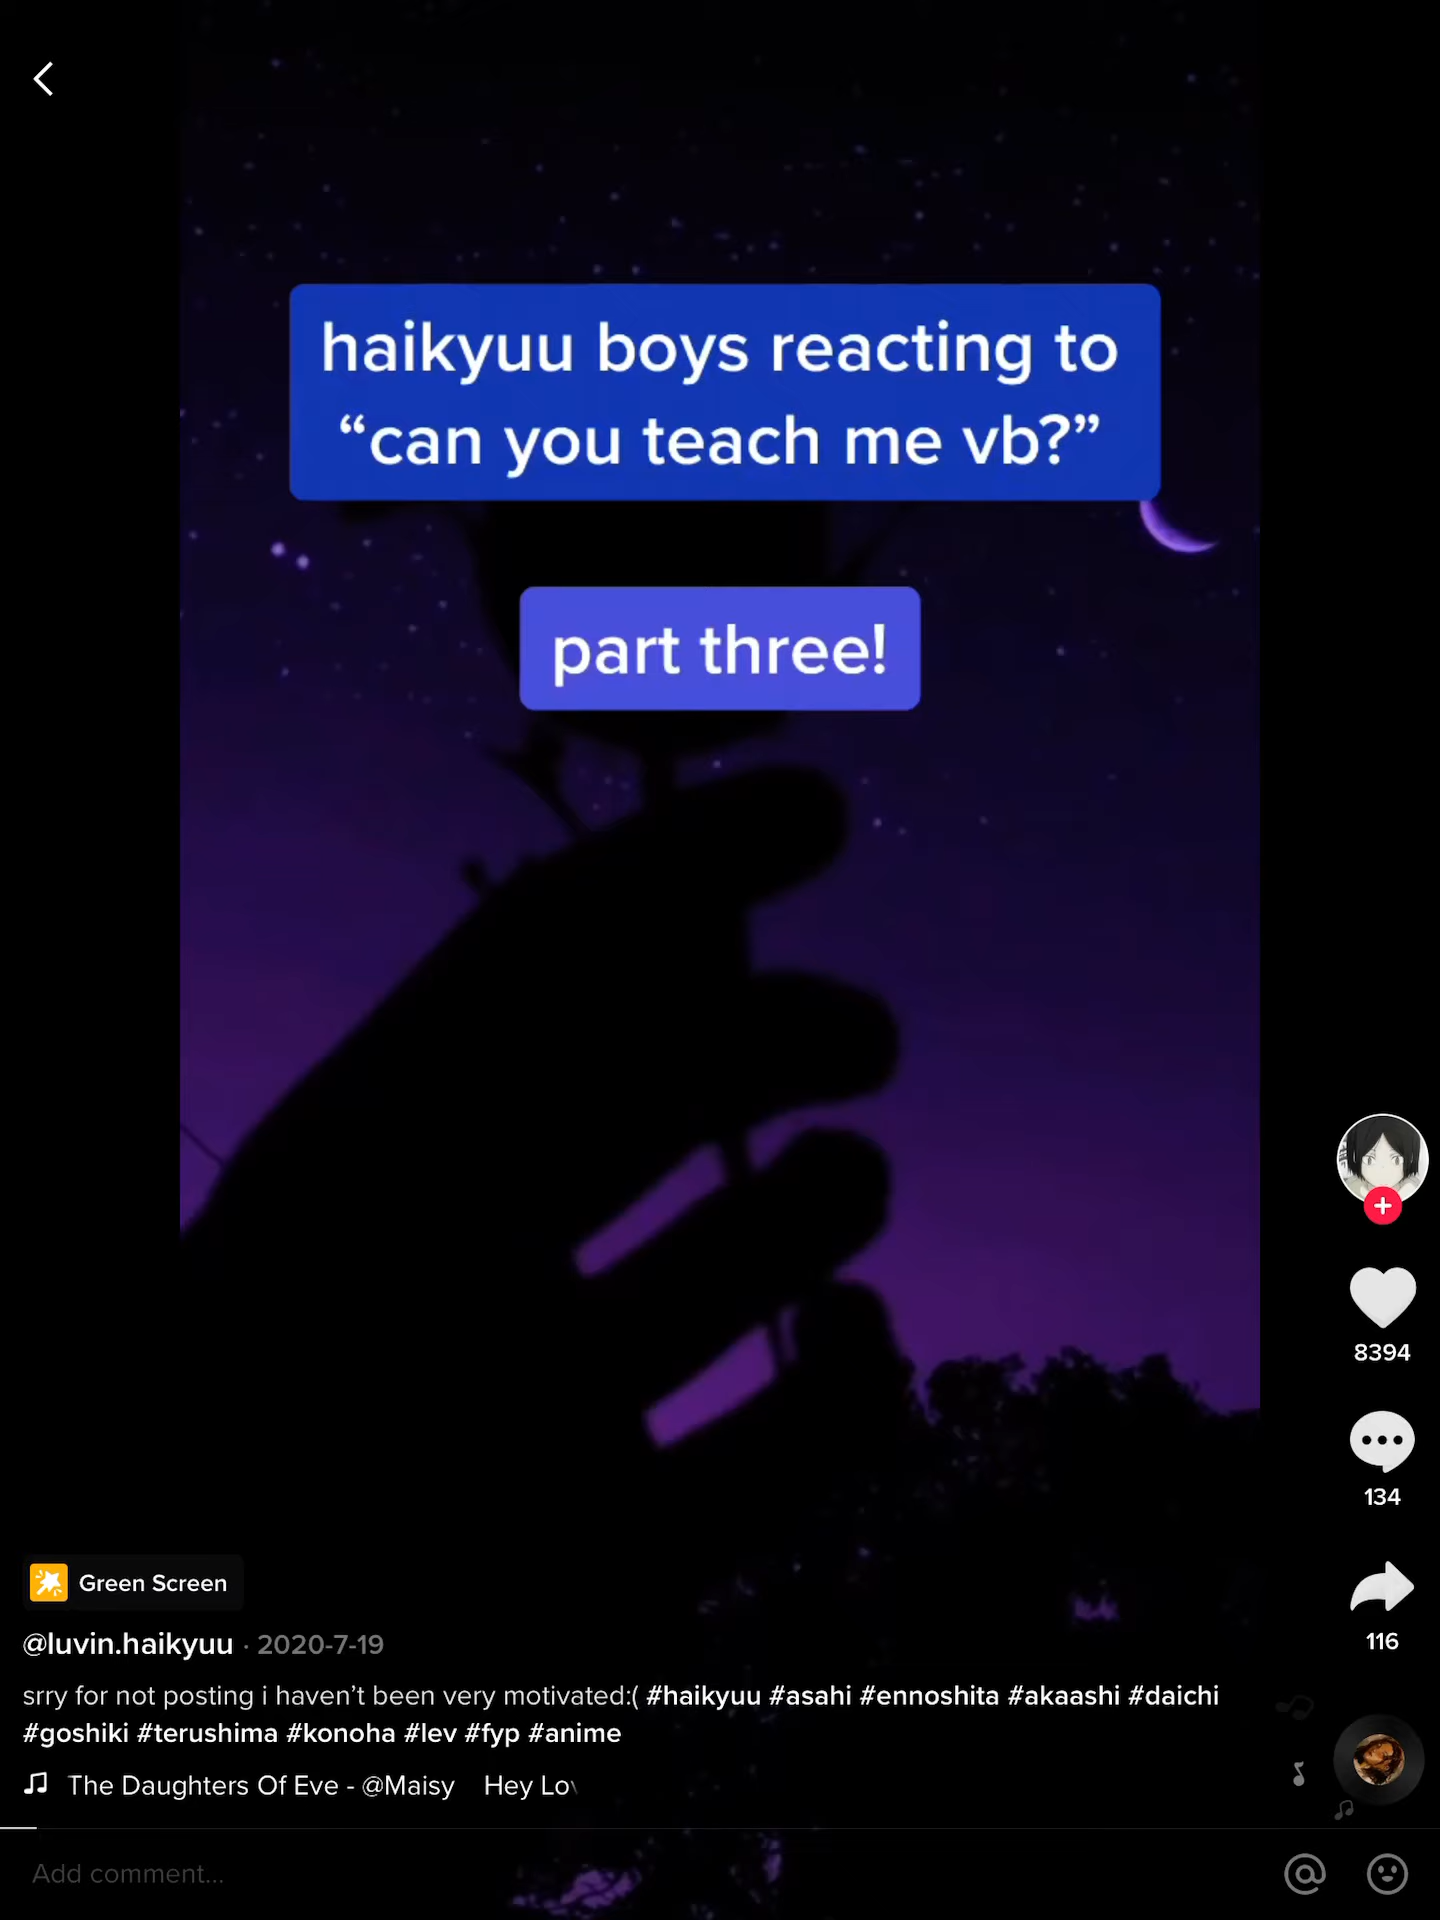 haikyuu boys reacting to
“can you teach me vb?”
part three!
8394
134
116
Green Screen
@luvin.haikyuu · 2020-7-19
srry for not posting i haven’t been very motivated:( #haikyuu #asahi #ennoshita #akaashi #daichi
#goshiki #terushima #konoha #lev #fyp #anime
The Daughters Of Eve - @Maisy Hey Lo
Add comment...